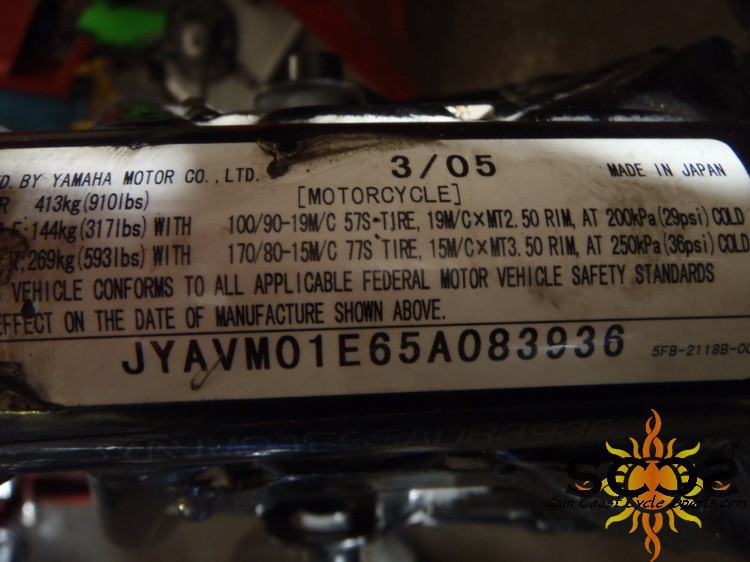 D. BY YAMAHA MOTOR CO., LTD. 3/05 MADE IN JAPAN
R 413kg(910lbs) [MOTORCYCLE]
F:144kg(317lbs) WITH 100/90-19M/C 57S TIRE, 19M/C×MT2.50 RIM, AT 200kPa(29psi) COLD
R,269kg(593lbs) WITH 170/80-15M/C 77S TIRE, 15M/C×MT3.50 RIM, AT 250kPa(36psi) COLD
VEHICLE CONFORMS TO ALL APPLICABLE FEDERAL MOTOR VEHICLE SAFETY STANDARDS
EFFECT ON THE DATE OF MANUFACTURE SHOWN ABOVE.
JYAVM01E65A083936 5FB-2118B-00
Sun Coast Cycle Sports.com